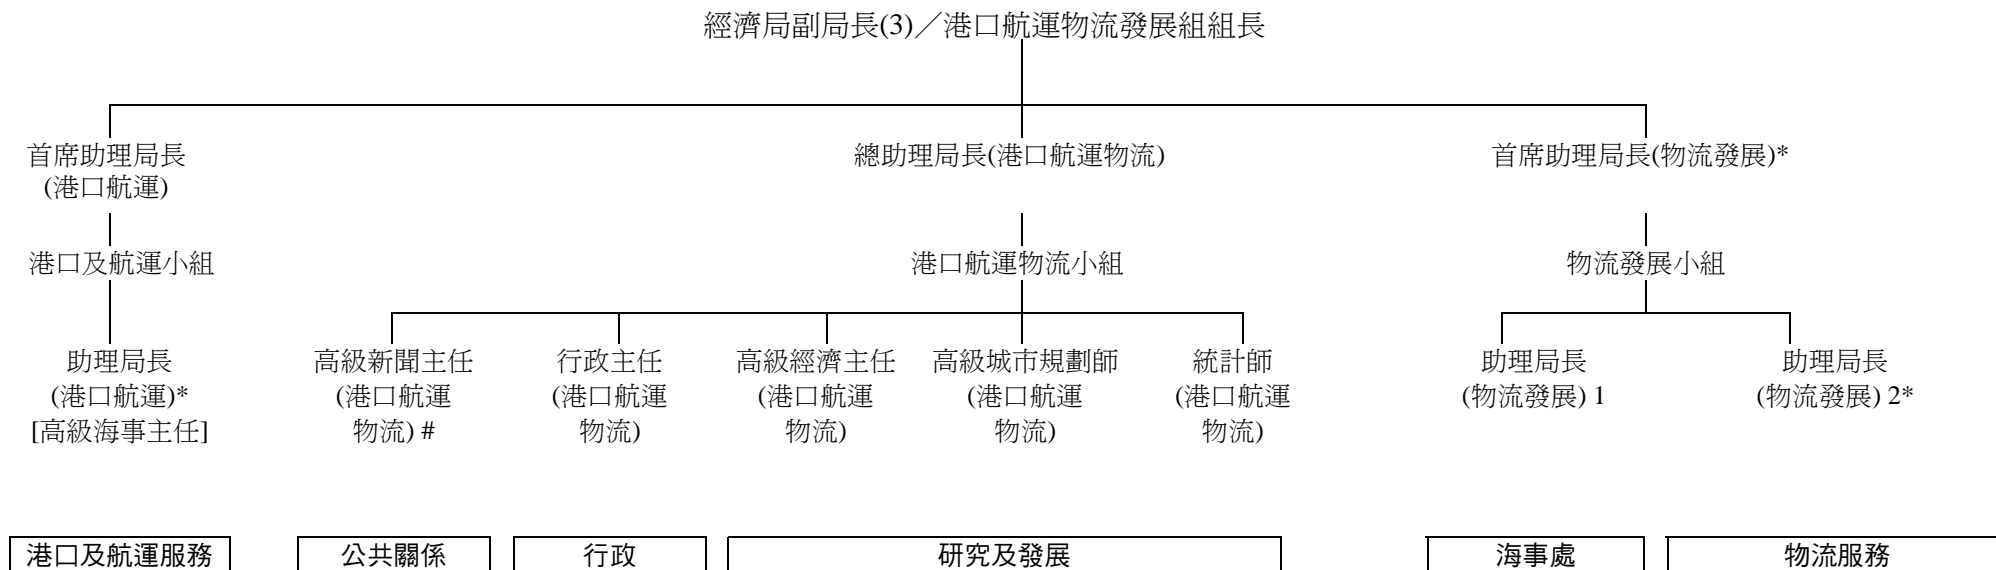 經濟局副局長(3)／港口航運物流發展組組長
首席助理局長
(港口航運)
總助理局長(港口航運物流)
首席助理局長(物流發展)*
港口及航運小組
港口航運物流小組
物流發展小組
助理局長
(港口航運)*
[高級海事主任]
高級新聞主任
(港口航運
物流) #
行政主任
(港口航運
物流)
高級經濟主任
(港口航運
物流)
高級城市規劃師
(港口航運
物流)
統計師
(港口航運
物流)
助理局長
(物流發展) 1
助理局長
(物流發展) 2*
港口及航運服務
公共關係
行政
研究及發展
海事處
物流服務